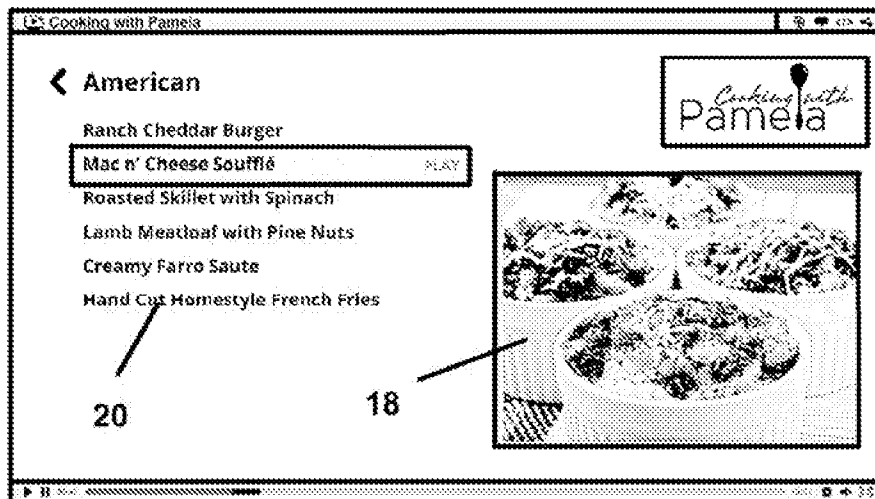 Cooking with Pamela
American
Cooking with
Pamela
Ranch Cheddar Burger
Mac n' Cheese Soufflé PLAY
Roasted Skillet with Spinach
Lamb Meatloaf with Pine Nuts
Creamy Farro Saute
Hand Cut Homestyle French Fries
20
18